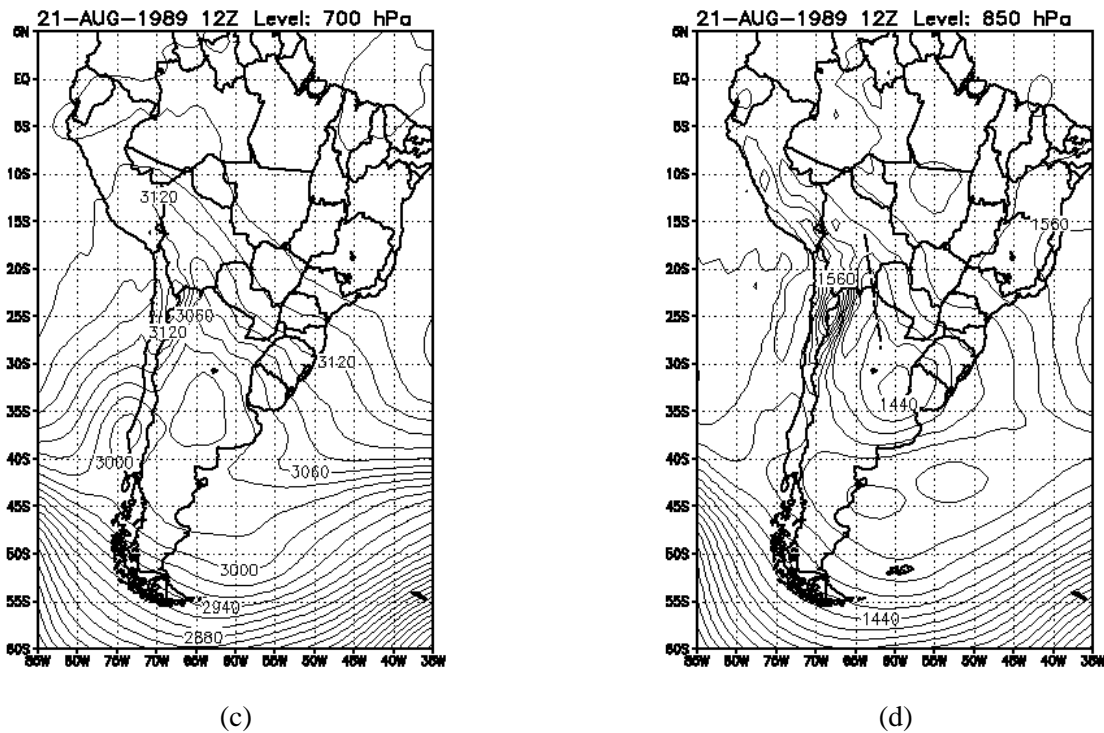 21-AUG-1989 12Z Level: 700 hPa
5N
EQ
5S
10S
15S
20S
25S
30S
35S
40S
45S
50S
55S
60S
3120
3060
3120
3120
3000
3060
3000
2940
2880
85W 80W 75W 70W 65W 60W 55W 50W 45W 40W 35W
(c)
21-AUG-1989 12Z Level: 850 hPa
5N
EQ
5S
10S
15S
20S
25S
30S
35S
40S
45S
50S
55S
60S
1560
1560
1440
1440
85W 80W 75W 70W 65W 60W 55W 50W 45W 40W 35W
(d)